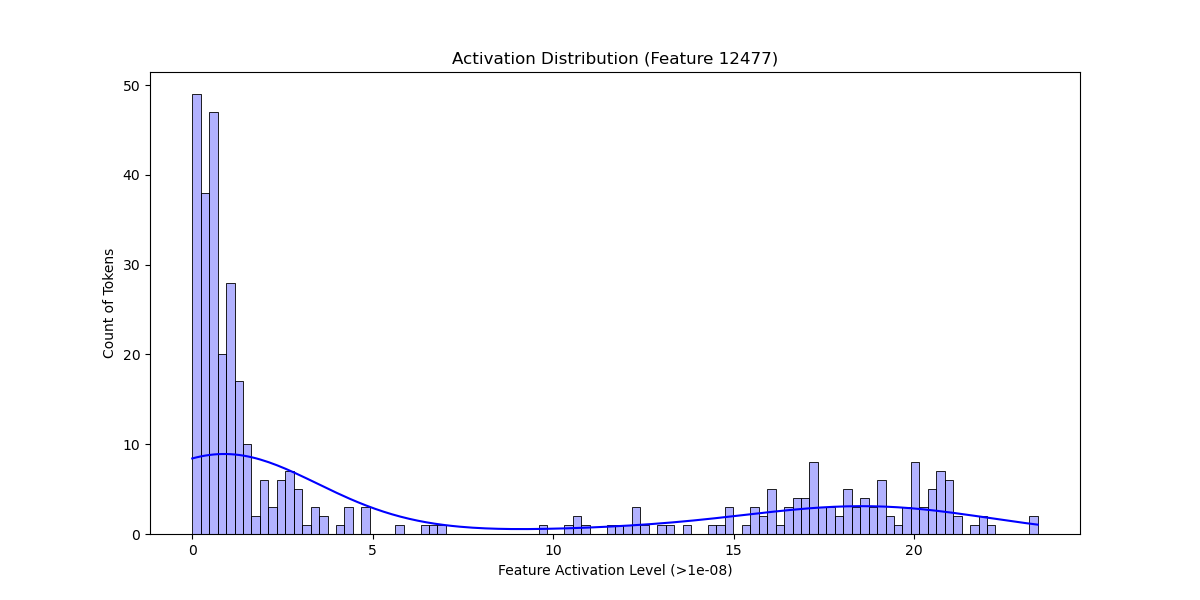 Activation Distribution (Feature 12477)
50
40
30
20
10
0
Count of Tokens
0 5 10 15 20
Feature Activation Level (>1e-08)